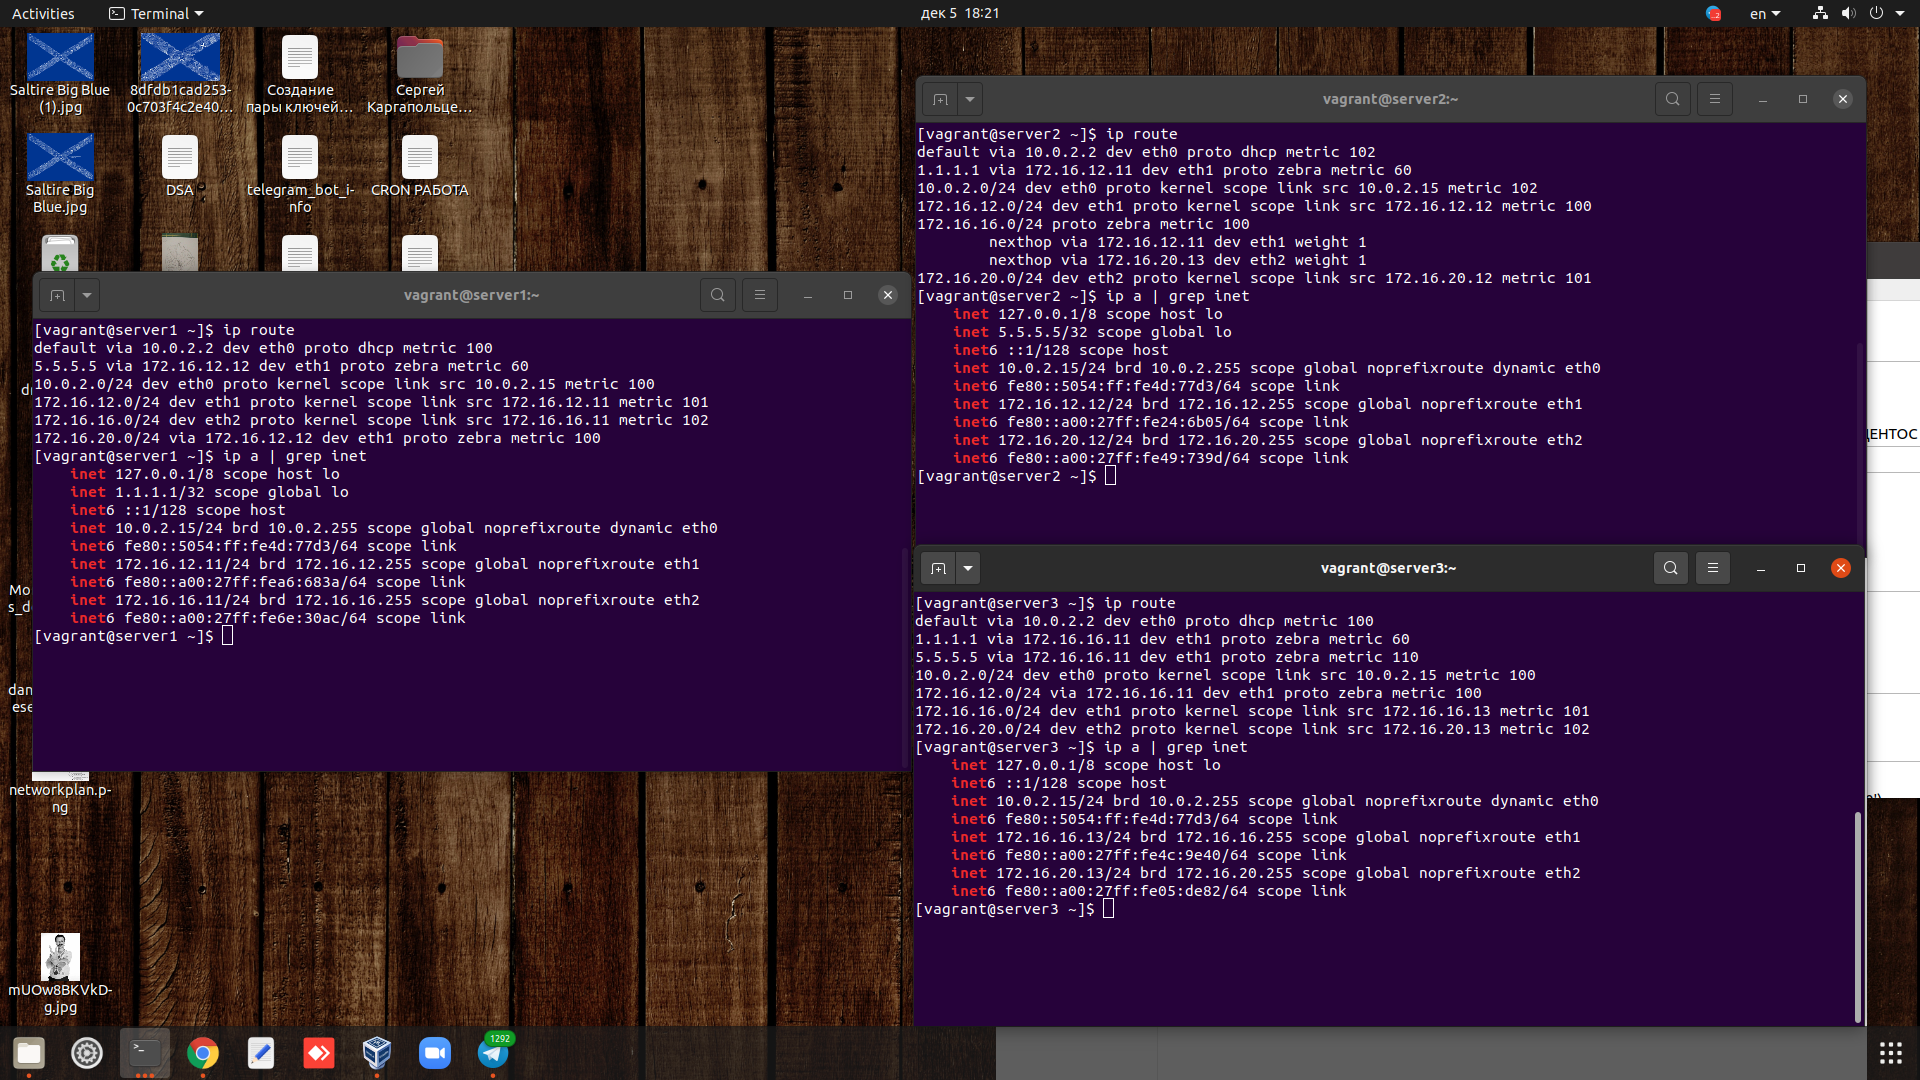 Activities
Terminal
дек 5 18:21
en
Saltire Big Blue
(1).jpg
8dfdb1cad253-
0c703f4c2e40…
Создание
пары ключей…
Сергей
Каргапольце…
Saltire Big
Blue.jpg
DSA
telegram_bot_i-
nfo
CRON РАБОТА
networkplan.p-
ng
mUOw8BKVkD-
g.jpg
vagrant@server1:~
[vagrant@server1 ~]$ ip route
default via 10.0.2.2 dev eth0 proto dhcp metric 100
5.5.5.5 via 172.16.12.12 dev eth1 proto zebra metric 60
10.0.2.0/24 dev eth0 proto kernel scope link src 10.0.2.15 metric 100
172.16.12.0/24 dev eth1 proto kernel scope link src 172.16.12.11 metric 101
172.16.16.0/24 dev eth2 proto kernel scope link src 172.16.16.11 metric 102
172.16.20.0/24 via 172.16.12.12 dev eth1 proto zebra metric 100
[vagrant@server1 ~]$ ip a | grep inet
inet 127.0.0.1/8 scope host lo
inet 1.1.1.1/32 scope global lo
inet6 ::1/128 scope host
inet 10.0.2.15/24 brd 10.0.2.255 scope global noprefixroute dynamic eth0
inet6 fe80::5054:ff:fe4d:77d3/64 scope link
inet 172.16.12.11/24 brd 172.16.12.255 scope global noprefixroute eth1
inet6 fe80::a00:27ff:fea6:683a/64 scope link
inet 172.16.16.11/24 brd 172.16.16.255 scope global noprefixroute eth2
inet6 fe80::a00:27ff:fe6e:30ac/64 scope link
[vagrant@server1 ~]$
vagrant@server2:~
[vagrant@server2 ~]$ ip route
default via 10.0.2.2 dev eth0 proto dhcp metric 102
1.1.1.1 via 172.16.12.11 dev eth1 proto zebra metric 60
10.0.2.0/24 dev eth0 proto kernel scope link src 10.0.2.15 metric 102
172.16.12.0/24 dev eth1 proto kernel scope link src 172.16.12.12 metric 100
172.16.16.0/24 proto zebra metric 100
nexthop via 172.16.12.11 dev eth1 weight 1
nexthop via 172.16.20.13 dev eth2 weight 1
172.16.20.0/24 dev eth2 proto kernel scope link src 172.16.20.12 metric 101
[vagrant@server2 ~]$ ip a | grep inet
inet 127.0.0.1/8 scope host lo
inet 5.5.5.5/32 scope global lo
inet6 ::1/128 scope host
inet 10.0.2.15/24 brd 10.0.2.255 scope global noprefixroute dynamic eth0
inet6 fe80::5054:ff:fe4d:77d3/64 scope link
inet 172.16.12.12/24 brd 172.16.12.255 scope global noprefixroute eth1
inet6 fe80::a00:27ff:fe24:6b05/64 scope link
inet 172.16.20.12/24 brd 172.16.20.255 scope global noprefixroute eth2
inet6 fe80::a00:27ff:fe49:739d/64 scope link
[vagrant@server2 ~]$
vagrant@server3:~
[vagrant@server3 ~]$ ip route
default via 10.0.2.2 dev eth0 proto dhcp metric 100
1.1.1.1 via 172.16.16.11 dev eth1 proto zebra metric 60
5.5.5.5 via 172.16.16.11 dev eth1 proto zebra metric 110
10.0.2.0/24 dev eth0 proto kernel scope link src 10.0.2.15 metric 100
172.16.12.0/24 via 172.16.16.11 dev eth1 proto zebra metric 100
172.16.16.0/24 dev eth1 proto kernel scope link src 172.16.16.13 metric 101
172.16.20.0/24 dev eth2 proto kernel scope link src 172.16.20.13 metric 102
[vagrant@server3 ~]$ ip a | grep inet
inet 127.0.0.1/8 scope host lo
inet6 ::1/128 scope host
inet 10.0.2.15/24 brd 10.0.2.255 scope global noprefixroute dynamic eth0
inet6 fe80::5054:ff:fe4d:77d3/64 scope link
inet 172.16.16.13/24 brd 172.16.16.255 scope global noprefixroute eth1
inet6 fe80::a00:27ff:fe4c:9e40/64 scope link
inet 172.16.20.13/24 brd 172.16.20.255 scope global noprefixroute eth2
inet6 fe80::a00:27ff:fe05:de82/64 scope link
[vagrant@server3 ~]$
1292